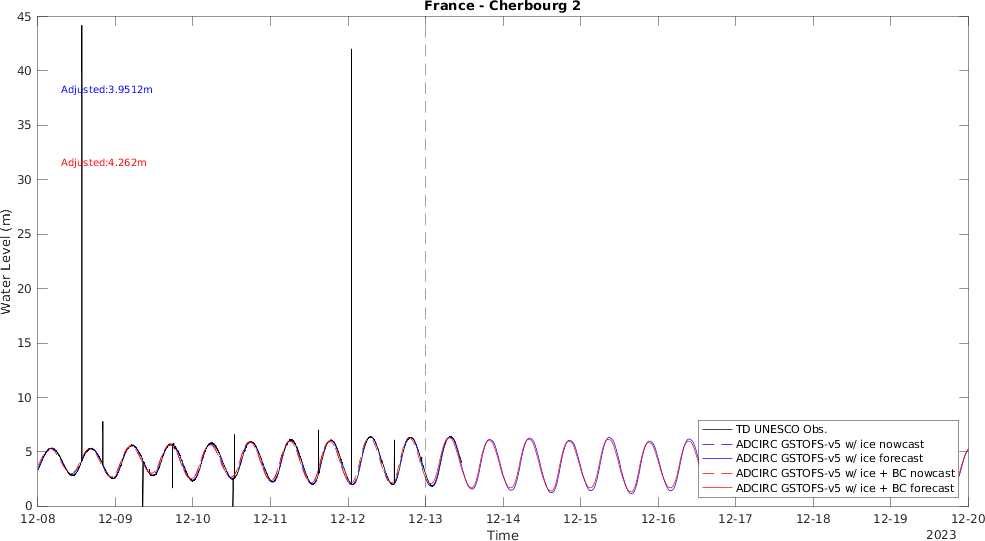 France - Cherbourg 2
45
40
35
30
25
20
15
10
5
0
Water Level (m)
Adjusted:3.9512m
Adjusted:4.262m
TD UNESCO Obs.
ADCIRC GSTOFS-v5 w/ ice nowcast
ADCIRC GSTOFS-v5 w/ ice forecast
ADCIRC GSTOFS-v5 w/ ice + BC nowcast
ADCIRC GSTOFS-v5 w/ ice + BC forecast
12-08 12-09 12-10 12-11 12-12 12-13 12-14 12-15 12-16 12-17 12-18 12-19 12-20
Time
2023